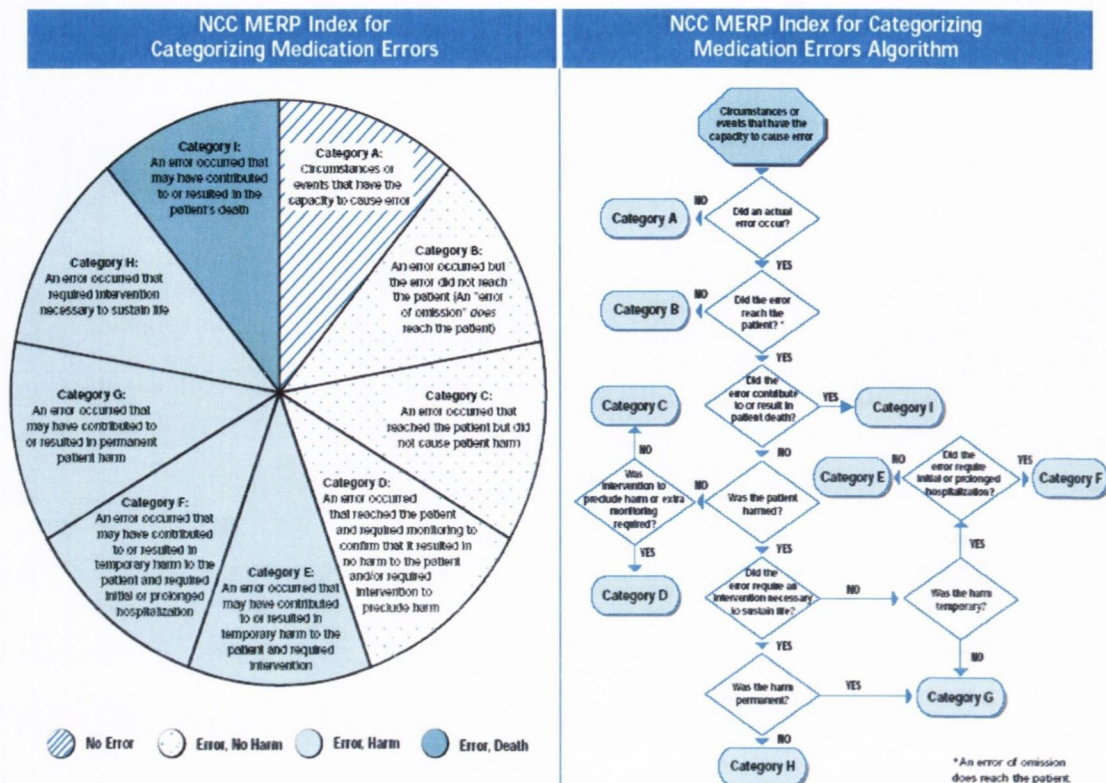 NCC MERP Index for
Categorizing Medication Errors
Category I:
An error occurred that
may have contributed
to or resulted in the
patient's death
Category A:
Circumstances or
events that have the
capacity to cause error
Category H:
An error occurred that
required intervention
necessary to sustain life
Category B:
An error occurred but
the error did not reach
the patient (An "error
of omission" does
reach the patient)
Category G:
An error occurred that
may have contributed to
or resulted in permanent
patient harm
Category C:
An error occurred that
reached the patient but did
not cause patient harm
Category F:
An error occurred that
may have contributed
to or resulted in
temporary harm to the
patient and required
initial or prolonged
hospitalization
Category E:
An error occurred that
may have contributed to
or resulted in
temporary harm to the
patient and required
intervention
Category D:
An error occurred
that reached the patient
and required monitoring to
confirm that it resulted in
no harm to the patient
and/or required
intervention to
preclude harm
No Error
Error, No Harm
Error, Harm
Error, Death
NCC MERP Index for Categorizing
Medication Errors Algorithm
Circumstances or
events that have the
capacity to cause error
Did an actual
error occur?
NO
Category A
YES
Did the error
reach the
patient? *
NO
Category B
YES
Did the
error contribute
to or result in
patient death?
YES
Category I
NO
Was the patient
harmed?
NO
Was
intervention to
preclude harm or extra
monitoring
required?
NO
Category C
YES
Category D
YES
Did the
error require an
intervention necessary
to sustain life?
NO
Was the harm
temporary?
YES
Did the
error require
initial or prolonged
hospitalization?
NO
Category E
YES
Category F
NO
Category G
YES
Was the harm
permanent?
YES
NO
Category H
*An error of omission
does reach the patient.